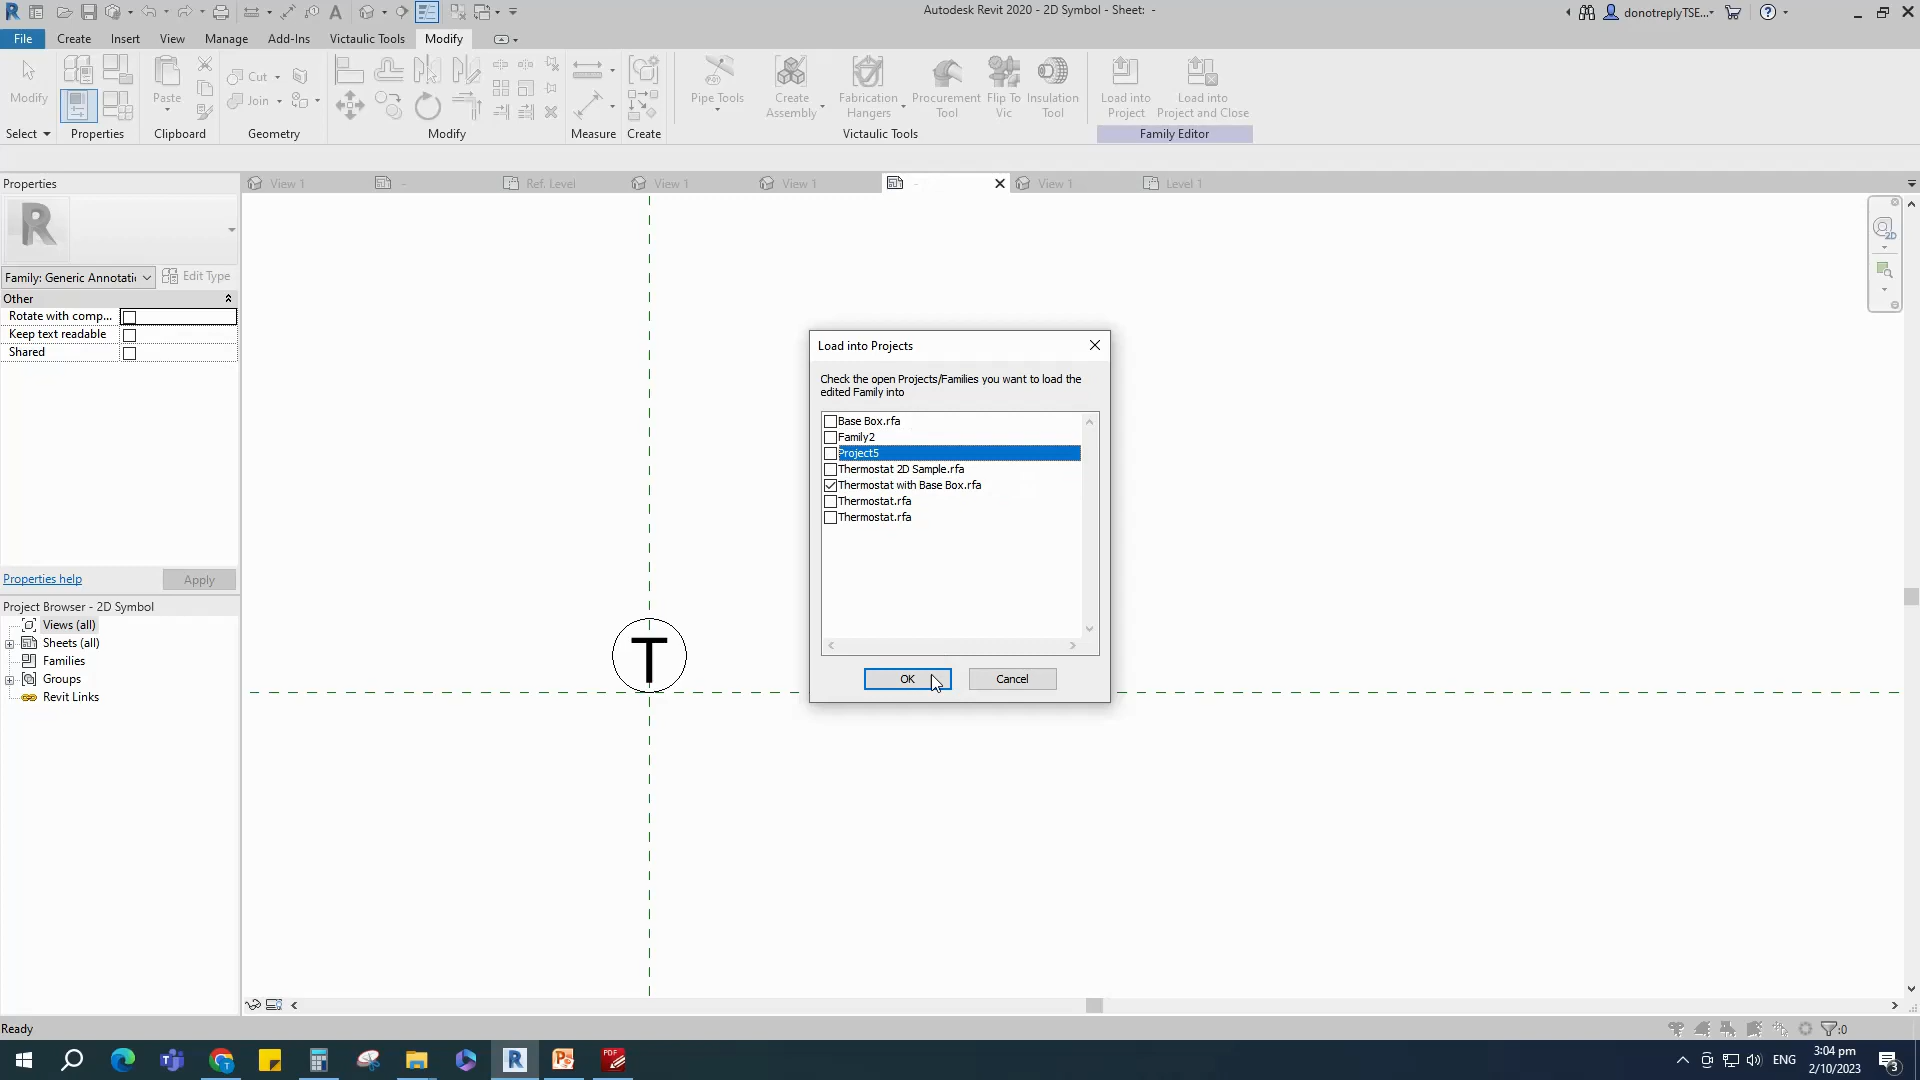 Autodesk Revit 2020 - 2D Symbol - Sheet: -
donotreplyTSE...
File Create Insert View Manage Add-Ins Victaulic Tools Modify
Modify
Paste
Cut
Join
Pipe Tools
Create Assembly
Fabrication Hangers
Procurement Tool
Flip To Vic
Insulation Tool
Load into Project
Load into Project and Close
Select Properties Clipboard Geometry Modify Measure Create Victaulic Tools Family Editor
Properties
View 1 - Ref. Level View 1 View 1 - View 1 Level 1
Family: Generic Annotati
Edit Type
Other
Rotate with comp...
Keep text readable
Shared
Properties help
Apply
Project Browser - 2D Symbol
Views (all)
Sheets (all)
Families
Groups
Revit Links
T
2D
Load into Projects
Check the open Projects/Families you want to load the
edited Family into
Base Box.rfa
Family2
Project5
Thermostat 2D Sample.rfa
Thermostat with Base Box.rfa
Thermostat.rfa
Thermostat.rfa
OK Cancel
Ready
:0
ENG
3:04 pm
2/10/2023
3